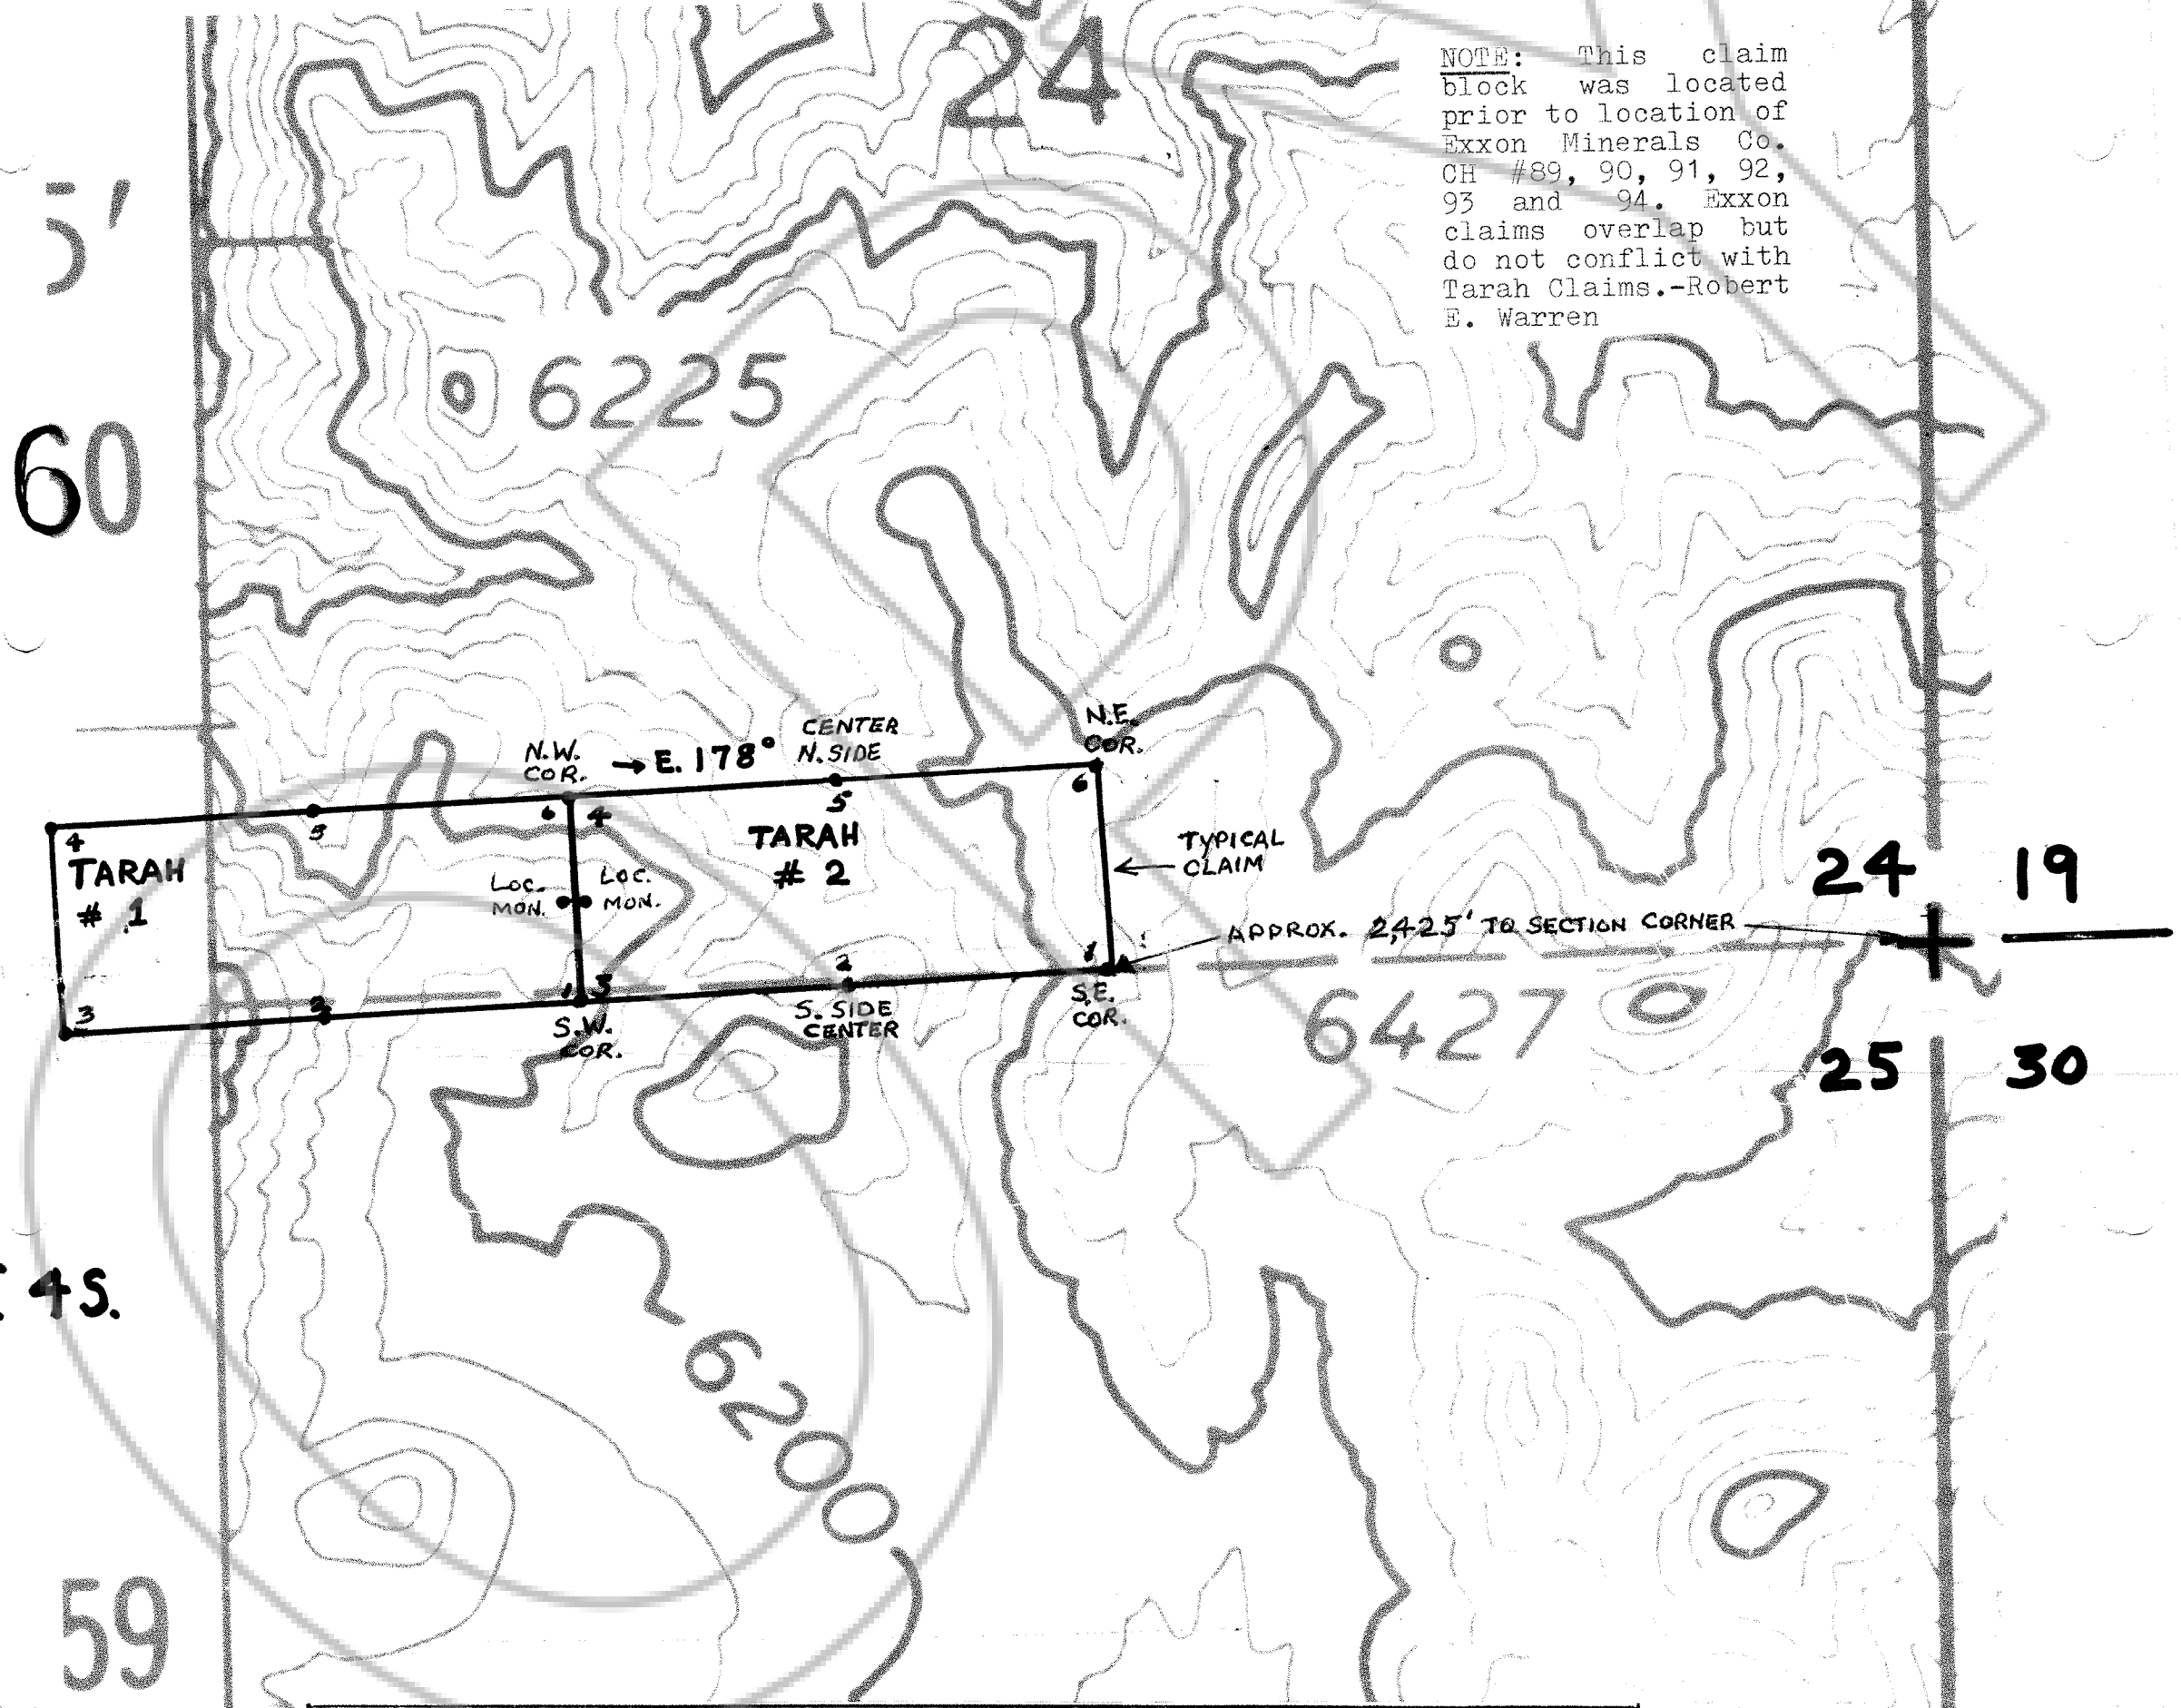 24
NOTE: This claim
block was located
prior to location of
Exxon Minerals Co.
CH #89, 90, 91, 92,
93 and 94. Exxon
claims overlap but
do not conflict with
Tarah Claims.-Robert
E. Warren
5'
60
6225
N.W.
COR.
→ E. 178°
CENTER
N. SIDE
N.E.
COR.
4
5
6
4
5
6
TARAH
# 1
LOC.
MON.
LOC.
MON.
TARAH
# 2
TYPICAL
CLAIM
APPROX. 2,425' TO SECTION CORNER
24
19
3
2
1
3
2
1
S.W.
COR.
S. SIDE
CENTER
S.E.
COR.
6427
25
30
4S.
6200
59